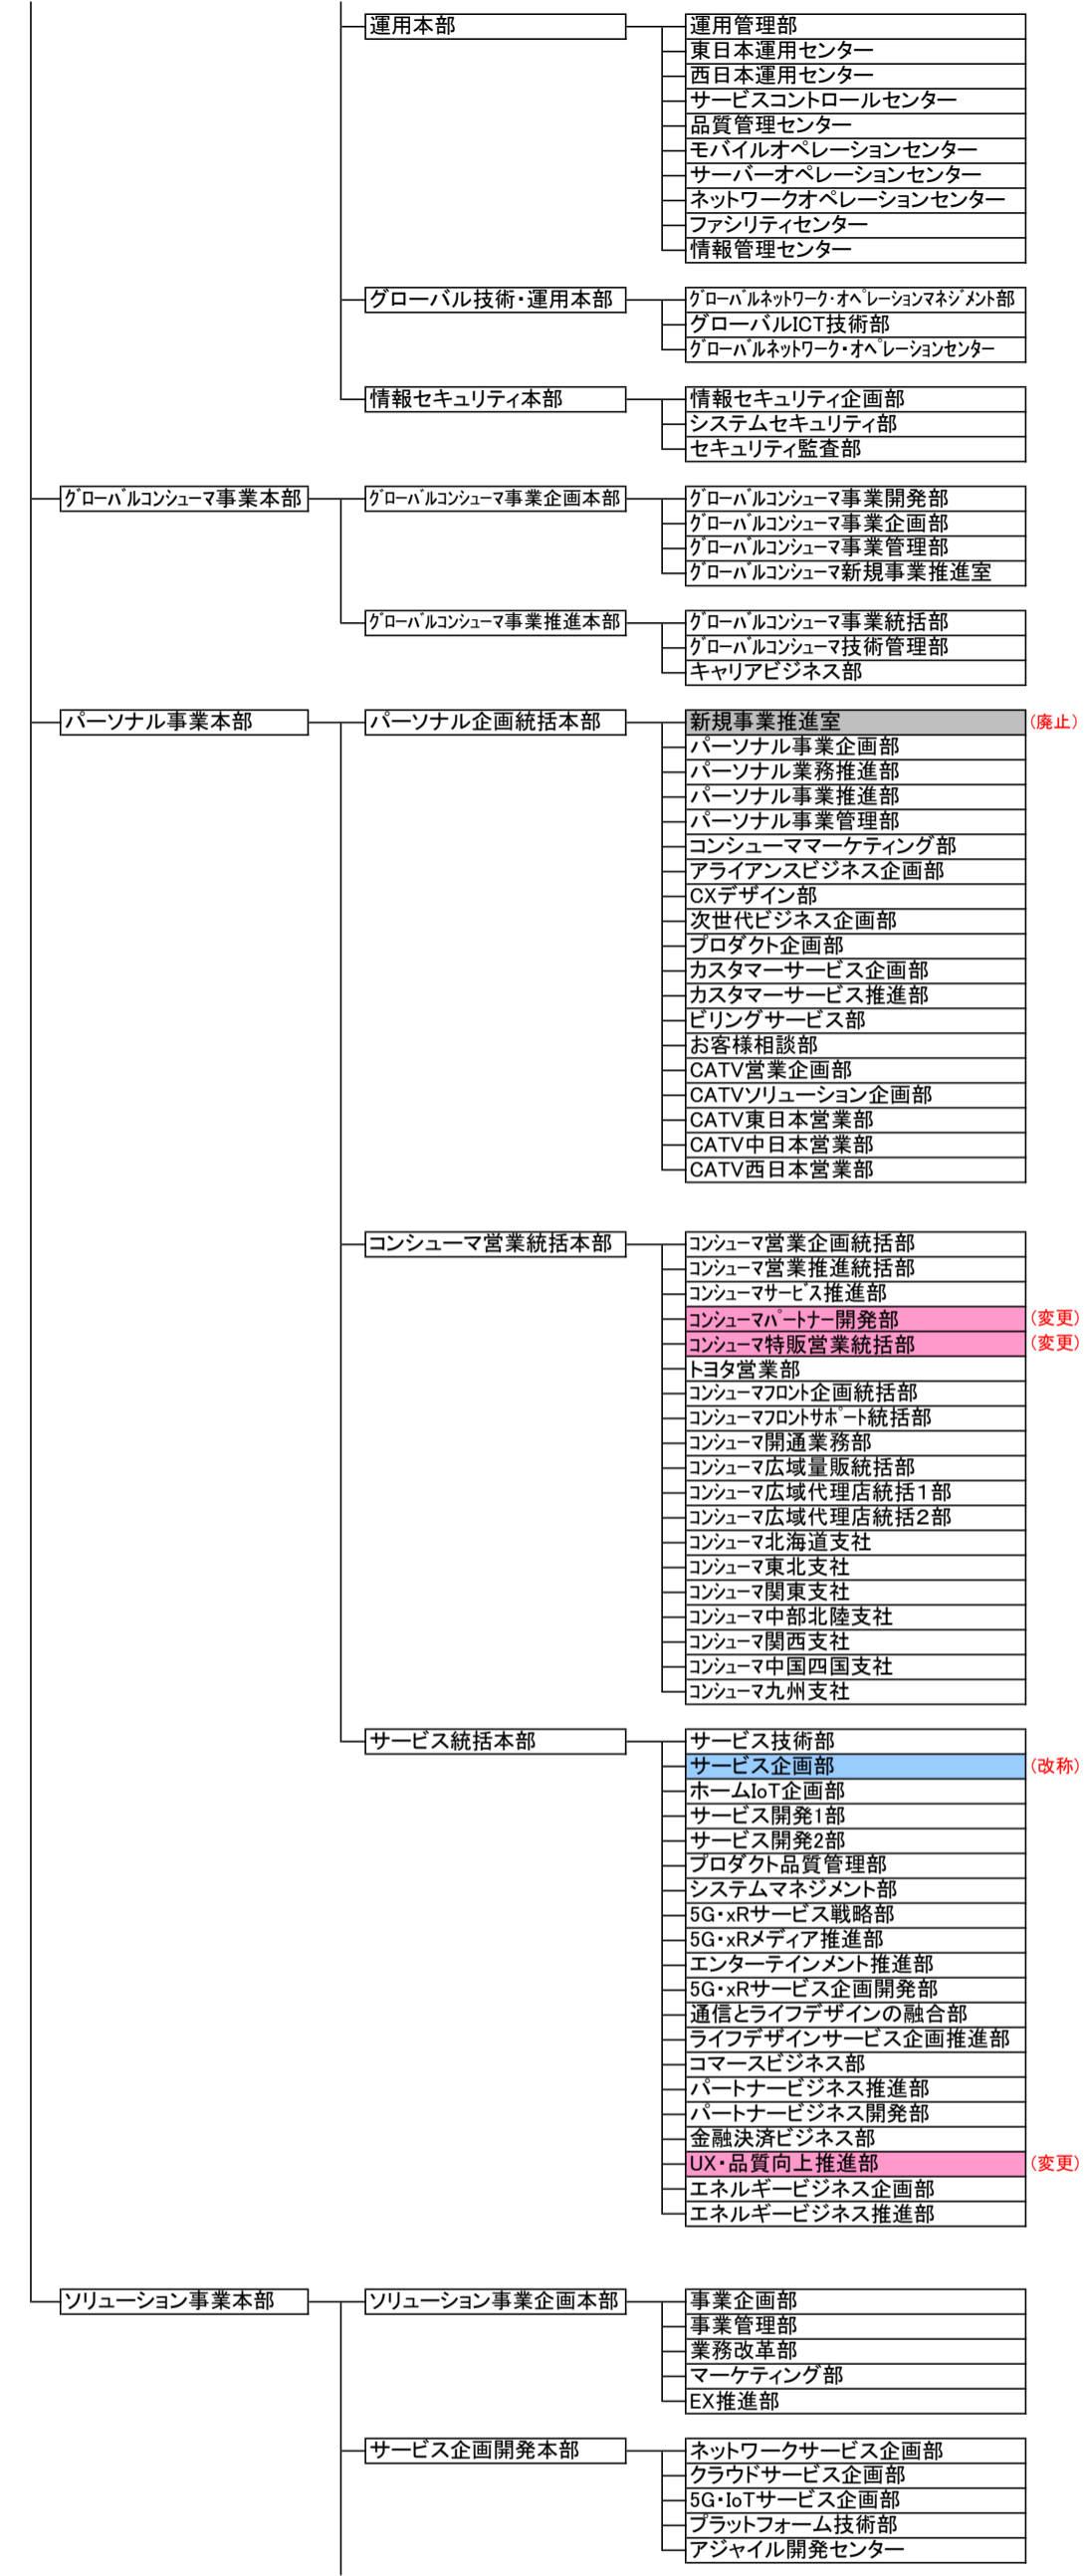 運用本部 運用管理部
東日本運用センター
西日本運用センター
サービスコントロールセンター
品質管理センター
モバイルオペレーションセンター
サーバーオペレーションセンター
ネットワークオペレーションセンター
ファシリティセンター
情報管理センター
グローバル技術・運用本部 ｸﾞﾛｰﾊﾞﾙﾈｯﾄﾜｰｸ・ｵﾍﾟﾚｰｼｮﾝﾏﾈｼﾞﾒﾝﾄ部
グローバルICT技術部
ｸﾞﾛｰﾊﾞﾙﾈｯﾄﾜｰｸ・ｵﾍﾟﾚｰｼｮﾝｾﾝﾀｰ
情報セキュリティ本部 情報セキュリティ企画部
システムセキュリティ部
セキュリティ監査部
ｸﾞﾛｰﾊﾞﾙｺﾝｼｭｰﾏ事業本部 ｸﾞﾛｰﾊﾞﾙｺﾝｼｭｰﾏ事業企画本部 ｸﾞﾛｰﾊﾞﾙｺﾝｼｭｰﾏ事業開発部
ｸﾞﾛｰﾊﾞﾙｺﾝｼｭｰﾏ事業企画部
ｸﾞﾛｰﾊﾞﾙｺﾝｼｭｰﾏ事業管理部
ｸﾞﾛｰﾊﾞﾙｺﾝｼｭｰﾏ新規事業推進室
ｸﾞﾛｰﾊﾞﾙｺﾝｼｭｰﾏ事業推進本部 ｸﾞﾛｰﾊﾞﾙｺﾝｼｭｰﾏ事業統括部
ｸﾞﾛｰﾊﾞﾙｺﾝｼｭｰﾏ技術管理部
キャリアビジネス部
パーソナル事業本部 パーソナル企画統括本部 新規事業推進室 (廃止)
パーソナル事業企画部
パーソナル業務推進部
パーソナル事業推進部
パーソナル事業管理部
コンシューママーケティング部
アライアンスビジネス企画部
CXデザイン部
次世代ビジネス企画部
プロダクト企画部
カスタマーサービス企画部
カスタマーサービス推進部
ビリングサービス部
お客様相談部
CATV営業企画部
CATVソリューション企画部
CATV東日本営業部
CATV中日本営業部
CATV西日本営業部
コンシューマ営業統括本部 ｺﾝｼｭｰﾏ営業企画統括部
ｺﾝｼｭｰﾏ営業推進統括部
ｺﾝｼｭｰﾏｻｰﾋﾞｽ推進部
ｺﾝｼｭｰﾏﾊﾟｰﾄﾅｰ開発部 (変更)
ｺﾝｼｭｰﾏ特販営業統括部 (変更)
トヨタ営業部
ｺﾝｼｭｰﾏﾌﾛﾝﾄ企画統括部
ｺﾝｼｭｰﾏﾌﾛﾝﾄｻﾎﾟｰﾄ統括部
ｺﾝｼｭｰﾏ開通業務部
ｺﾝｼｭｰﾏ広域量販統括部
ｺﾝｼｭｰﾏ広域代理店統括１部
ｺﾝｼｭｰﾏ広域代理店統括２部
ｺﾝｼｭｰﾏ北海道支社
ｺﾝｼｭｰﾏ東北支社
ｺﾝｼｭｰﾏ関東支社
ｺﾝｼｭｰﾏ中部北陸支社
ｺﾝｼｭｰﾏ関西支社
ｺﾝｼｭｰﾏ中国四国支社
ｺﾝｼｭｰﾏ九州支社
サービス統括本部 サービス技術部
サービス企画部 (改称)
ホームIoT企画部
サービス開発1部
サービス開発2部
プロダクト品質管理部
システムマネジメント部
5G・xRサービス戦略部
5G・xRメディア推進部
エンターテインメント推進部
5G・xRサービス企画開発部
通信とライフデザインの融合部
ライフデザインサービス企画推進部
コマースビジネス部
パートナービジネス推進部
パートナービジネス開発部
金融決済ビジネス部
UX・品質向上推進部 (変更)
エネルギービジネス企画部
エネルギービジネス推進部
ソリューション事業本部 ソリューション事業企画本部 事業企画部
事業管理部
業務改革部
マーケティング部
EX推進部
サービス企画開発本部 ネットワークサービス企画部
クラウドサービス企画部
5G・IoTサービス企画部
プラットフォーム技術部
アジャイル開発センター